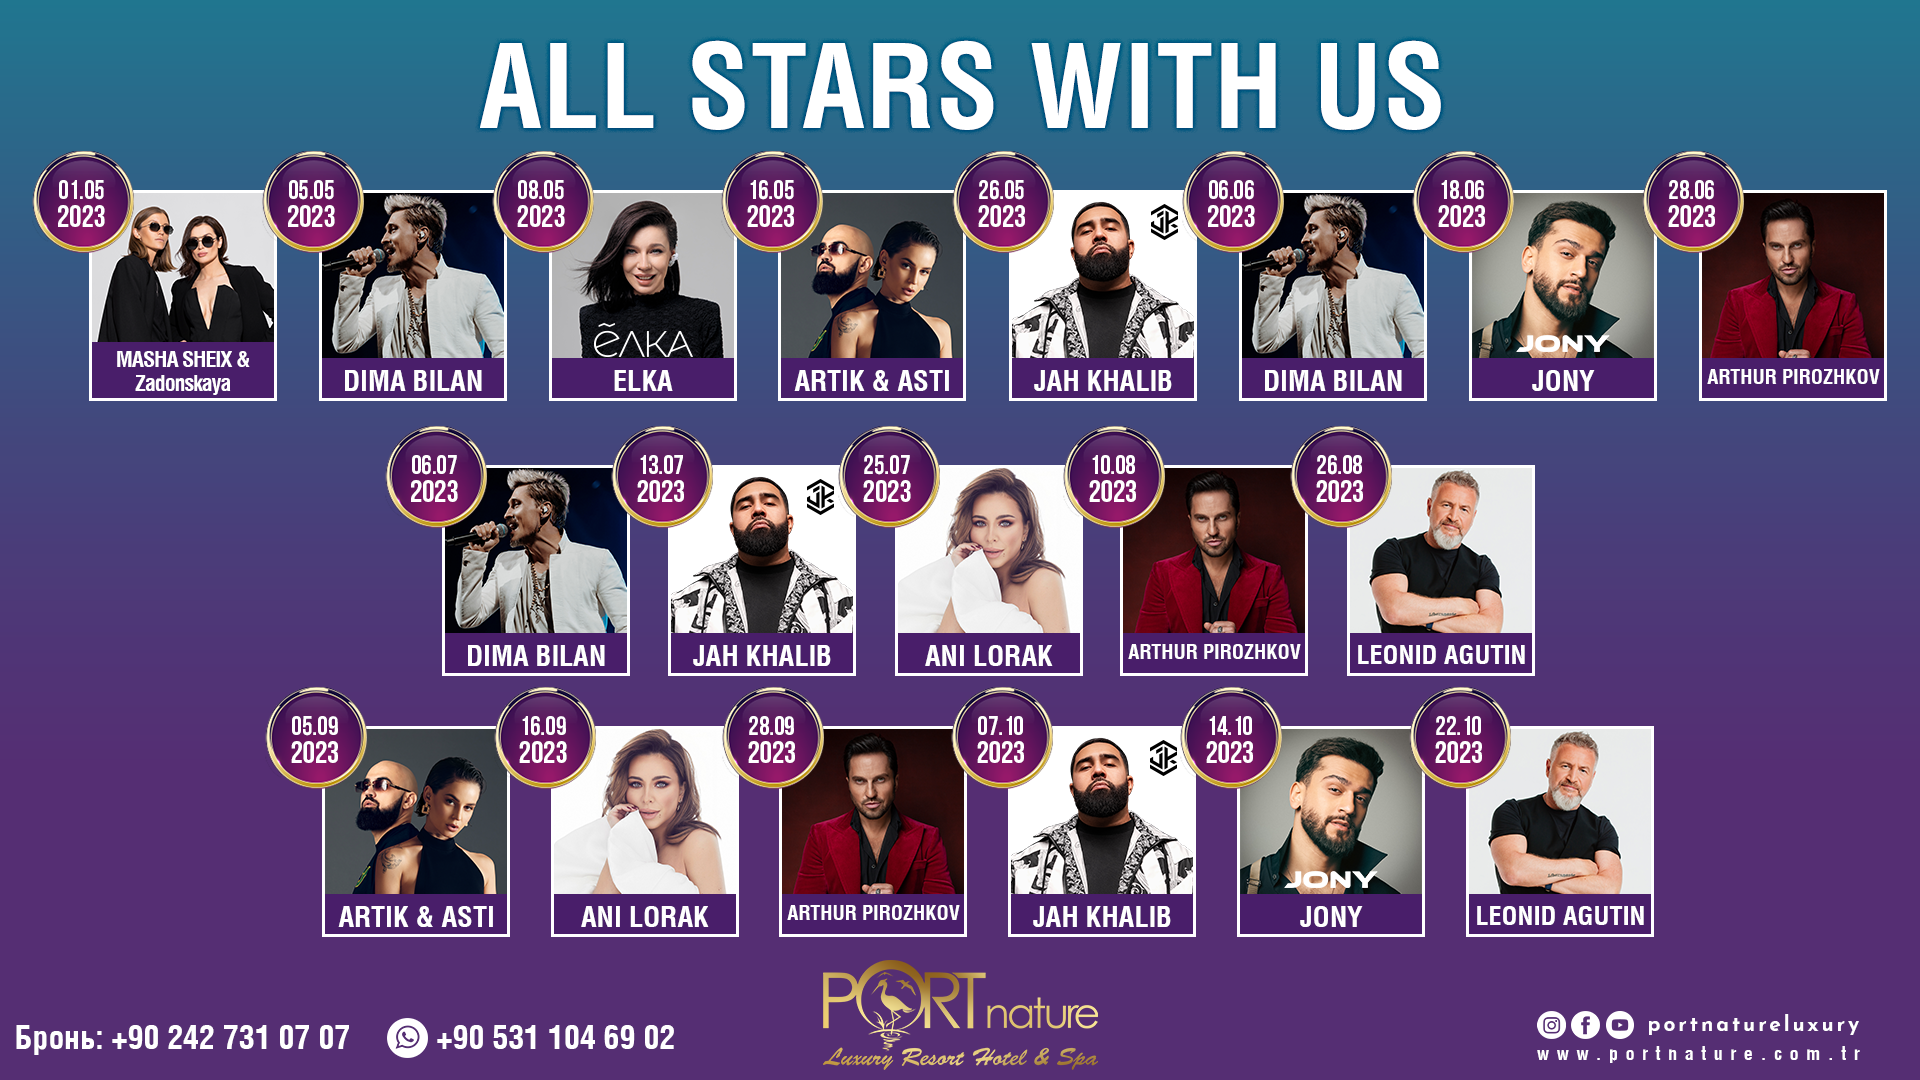 ALL STARS WITH US
01.05
2023
MASHA SHEIX &
Zadonskaya
05.05
2023
DIMA BILAN
08.05
2023
ёлка
ELKA
16.05
2023
ARTIK & ASTI
26.05
2023
JAH KHALIB
06.06
2023
DIMA BILAN
18.06
2023
JONY
JONY
28.06
2023
ARTHUR PIROZHKOV
06.07
2023
DIMA BILAN
13.07
2023
JAH KHALIB
25.07
2023
ANI LORAK
10.08
2023
ARTHUR PIROZHKOV
26.08
2023
LEONID AGUTIN
05.09
2023
ARTIK & ASTI
16.09
2023
ANI LORAK
28.09
2023
ARTHUR PIROZHKOV
07.10
2023
JAH KHALIB
14.10
2023
JONY
JONY
22.10
2023
LEONID AGUTIN
Бронь: +90 242 731 07 07
+90 531 104 69 02
PORT nature
Luxury Resort Hotel & Spa
portnatureluxury
www.portnature.com.tr